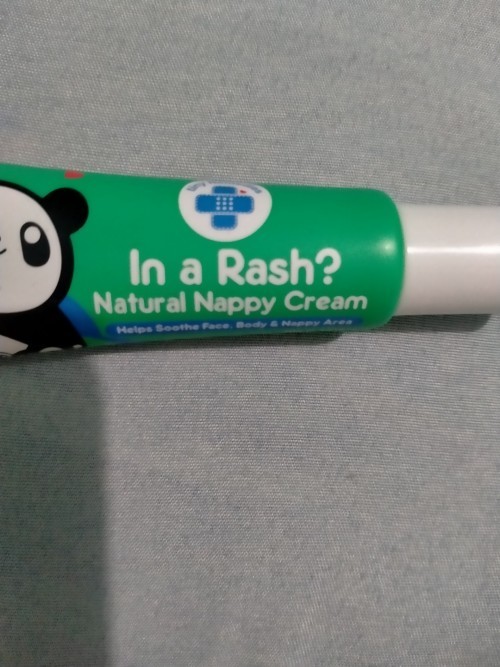 In a Rash?
Natural Nappy Cream
Helps Soothe Face, Body & Nappy Area